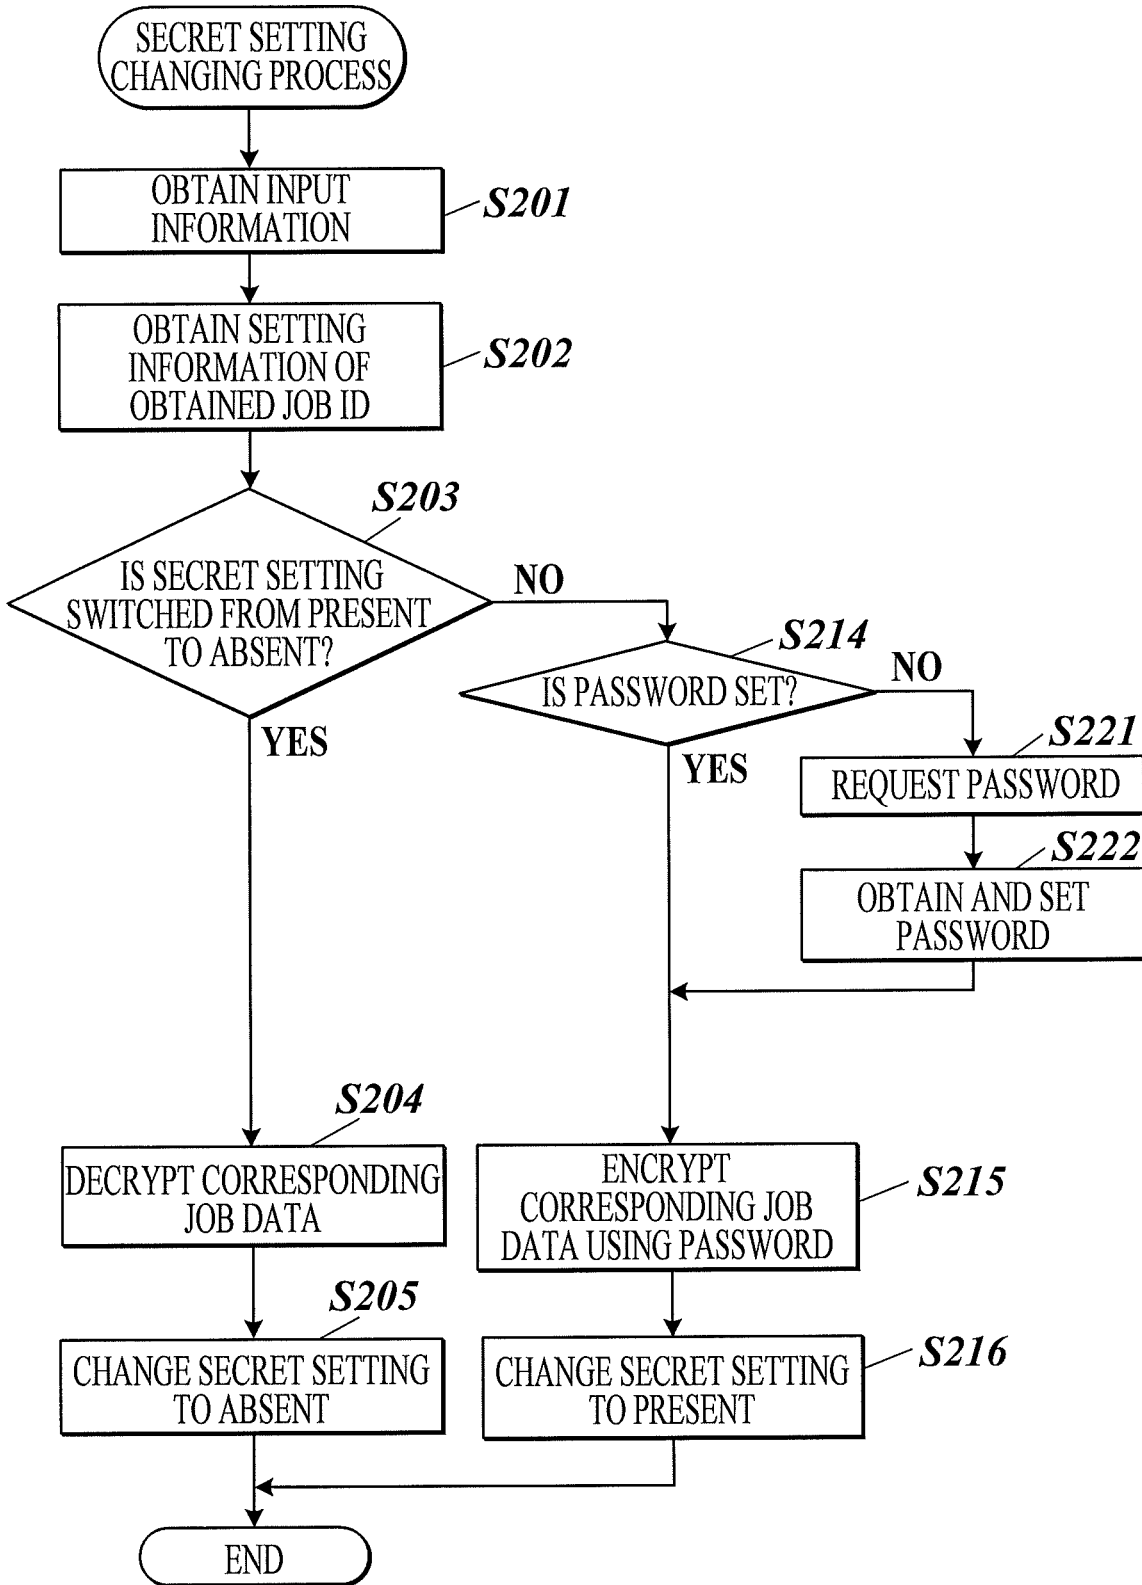 SECRET SETTING
CHANGING PROCESS
OBTAIN INPUT
INFORMATION
S201
OBTAIN SETTING
INFORMATION OF
OBTAINED JOB ID
S202
S203
IS SECRET SETTING
SWITCHED FROM PRESENT
TO ABSENT?
NO
YES
S214
IS PASSWORD SET?
NO
YES
S221
REQUEST PASSWORD
S222
OBTAIN AND SET
PASSWORD
S204
DECRYPT CORRESPONDING
JOB DATA
ENCRYPT
CORRESPONDING JOB
DATA USING PASSWORD
S215
S205
CHANGE SECRET SETTING
TO ABSENT
CHANGE SECRET SETTING
TO PRESENT
S216
END